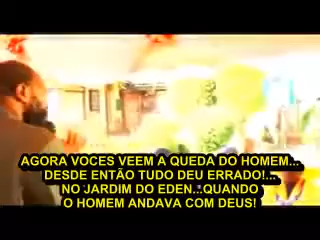 AGORA VOCES VEEM A QUEDA DO HOMEM...
DESDE ENTÃO TUDO DEU ERRADO!...
NO JARDIM DO EDEN...QUANDO
O HOMEM ANDAVA COM DEUS!